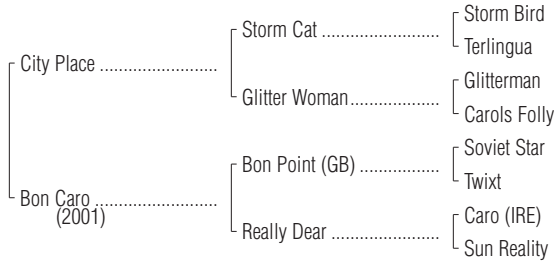 Storm Bird
Storm Cat ........................
Terlingua
City Place ........................
Glitterman
Glitter Woman ..................
Carols Folly
Soviet Star
Bon Point (GB) ................
Twixt
Bon Caro ........................
(2001)
Caro (IRE)
Really Dear ......................
Sun Reality